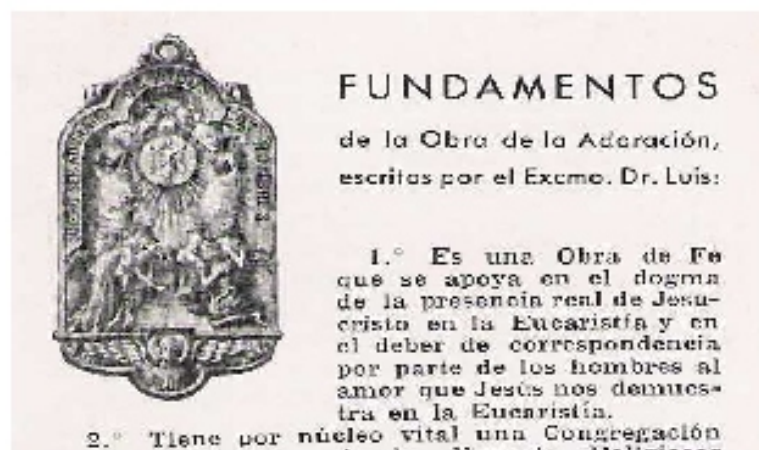 FUNDAMENTOS
de la Obra de la Adoración,
escritos por el Excmo. Dr. Luis:
1.° Es una Obra de Fe
que se apoya en el dogma
de la presencia real de Jesu-
cristo en la Eucaristía y en
el deber de correspondencia
por parte de los hombres al
amor que Jesús nos demues-
tra en la Eucaristía.
2.° Tiene por núcleo vital una Congregación